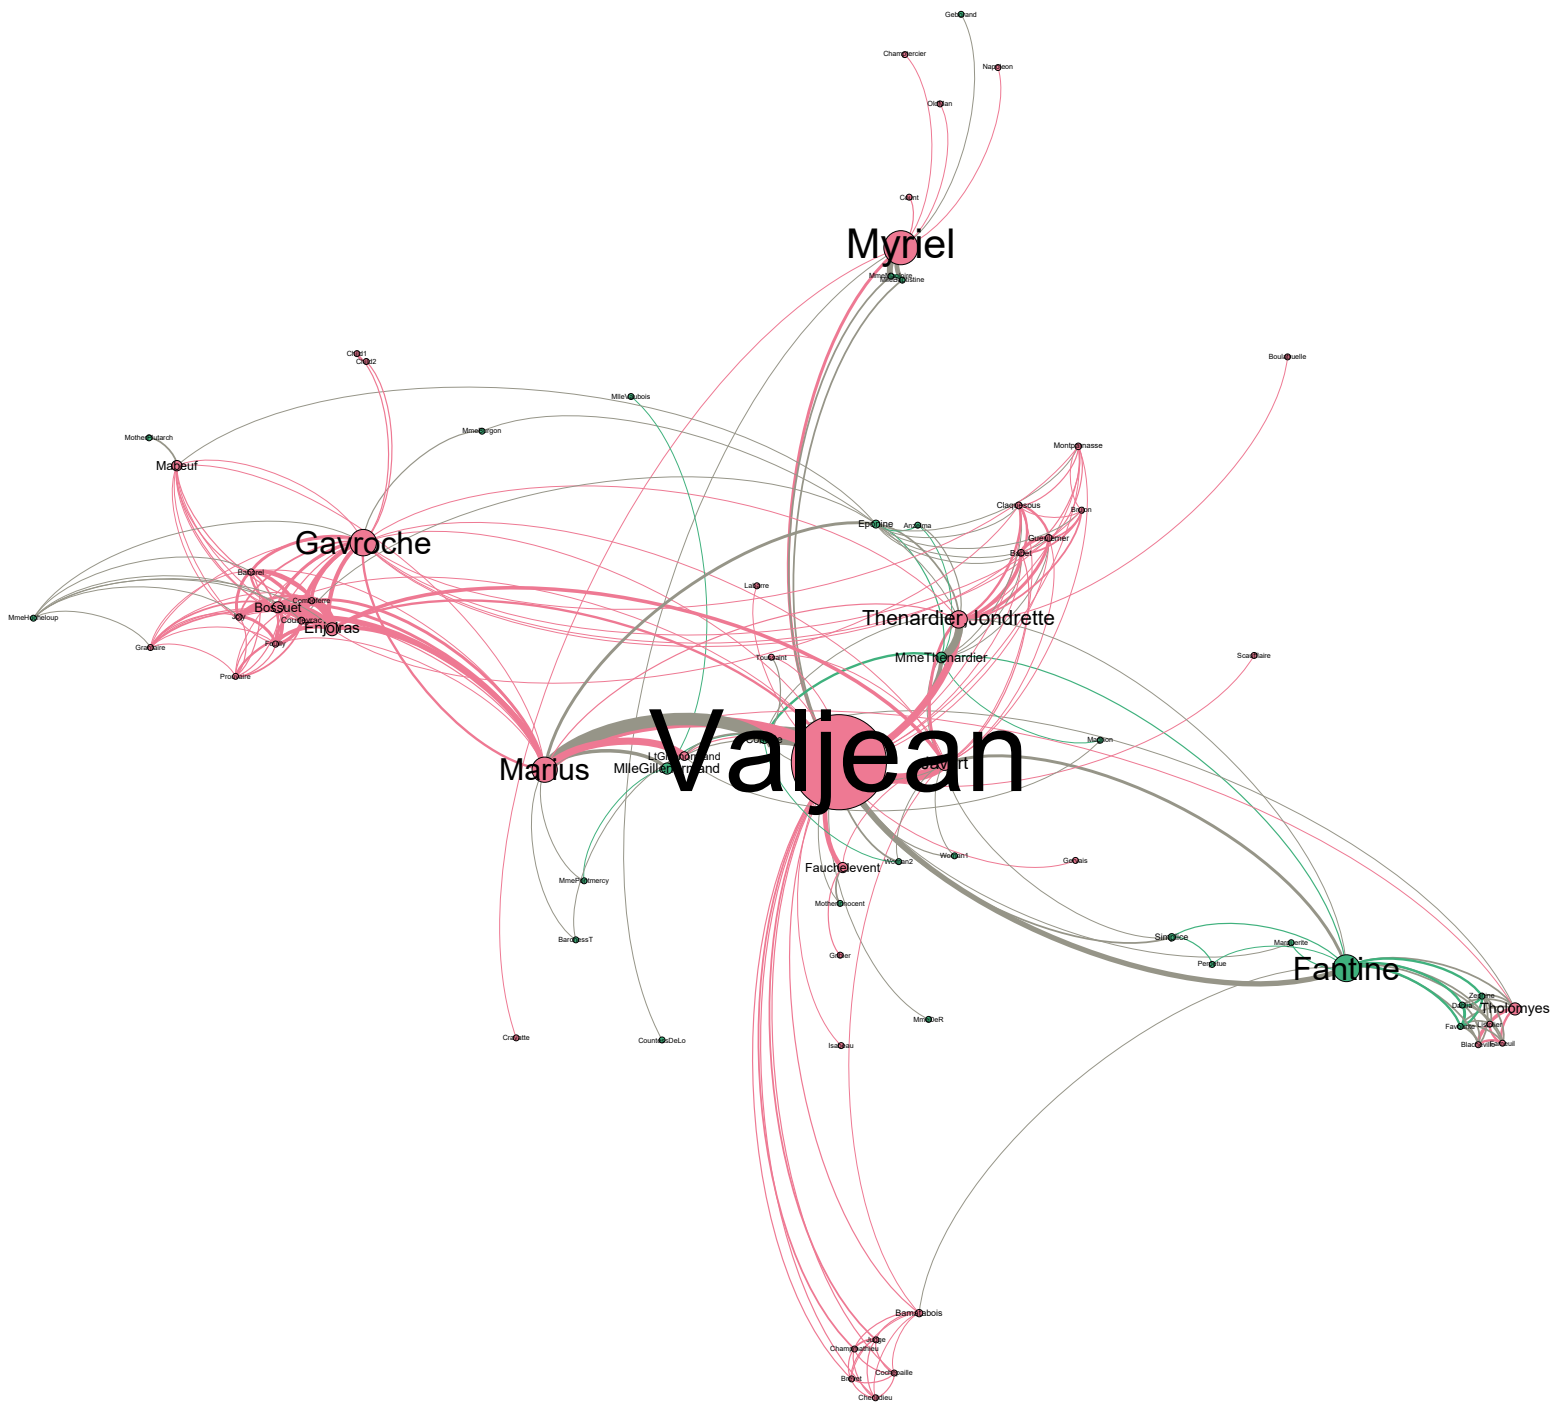 Geborand
Champtercier
Napoleon
OldMan
Count
Myriel
MmeMagloire
MlleBaptistine
Child1
Child2
Boulatruelle
MlleVaubois
MmeBurgon
MotherPlutarch
Mabeuf
Montparnasse
Claquesous
Brujon
Eponine
Anzelma
Gueulemer
Babet
Gavroche
Bahorel
Labarre
Combeferre
Bossuet
Joly
MmeHucheloup
Courfeyrac
Enjolras
Thenardier Jondrette
Feuilly
Grantaire
Toussaint
MmeThenardier
Scaufflaire
Prouvaire
Valjean
Cosette
Magnon
LtGillenormand
Marius
MlleGillenormand
Javert
Woman1
Woman2
Gervais
Fauchelevent
MmePontmercy
MotherInnocent
BaronessT
Simplice
Marguerite
Gribier
Perpetue
Fantine
Zephine
Dahlia
Tholomyes
MmeDeR
Favourite
Listolier
Cravatte
CountessDeLo
Isabeau
Blacheville
Fameuil
Bamatabois
Judge
Champmathieu
Cochepaille
Brevet
Chenildieu